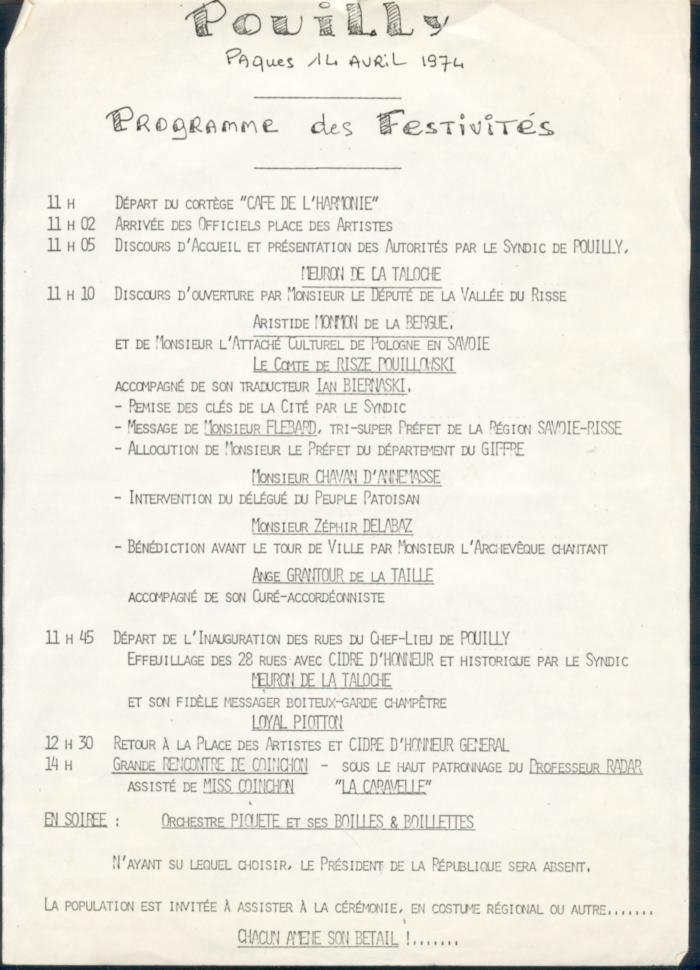 Pouilly
Paques 14 Avril 1974
Programme des Festivités
11 H DÉPART DU CORTÈGE "CAFE DE L'HARMONIE"
11 H 02 ARRIVÉE DES OFFICIELS PLACE DES ARTISTES
11 H 05 DISCOURS D'ACCUEIL ET PRÉSENTATION DES AUTORITÉS PAR LE SYNDIC DE POUILLY,
MEURON DE LA TALOCHE
11 H 10 DISCOURS D'OUVERTURE PAR MONSIEUR LE DÉPUTÉ DE LA VALLÉE DU RISSE
ARISTIDE MONMON DE LA BERGUE,
ET DE MONSIEUR L'ATTACHÉ CULTUREL DE POLOGNE EN SAVOIE
LE COMTE DE RISZE POUILLOWSKI
ACCOMPAGNÉ DE SON TRADUCTEUR IAN BIERNASKI.
- REMISE DES CLÉS DE LA CITÉ PAR LE SYNDIC
- MESSAGE DE MONSIEUR FLEBARD, TRI-SUPER PRÉFET DE LA RÉGION SAVOIE-RISSE
- ALLOCUTION DE MONSIEUR LE PRÉFET DU DÉPARTEMENT DU GIFFRE
MONSIEUR CHAVAN D'ANNEMASSE
- INTERVENTION DU DÉLÉGUÉ DU PEUPLE PATOISAN
MONSIEUR ZÉPHIR DELABAZ
- BÉNÉDICTION AVANT LE TOUR DE VILLE PAR MONSIEUR L'ARCHEVÊQUE CHANTANT
ANGE GRANTOUR DE LA TAILLE
ACCOMPAGNÉ DE SON CURÉ-ACCORDÉONNISTE
11 H 45 DÉPART DE L'INAUGURATION DES RUES DU CHEF-LIEU DE POUILLY
EFFEUILLAGE DES 28 RUES AVEC CIDRE D'HONNEUR ET HISTORIQUE PAR LE SYNDIC
MEURON DE LA TALOCHE
ET SON FIDÈLE MESSAGER BOITEUX-GARDE CHAMPÊTRE
LOYAL PIOTTON
12 H 30 RETOUR À LA PLACE DES ARTISTES ET CIDRE D'HONNEUR GENERAL
14 H GRANDE RENCONTRE DE COINCHON - SOUS LE HAUT PATRONNAGE DU PROFESSEUR RADAR
ASSISTÉ DE MISS COINCHON "LA CARAVELLE"
EN SOIREE : ORCHESTRE PIQUETE ET SES BOILLES & BOILLETTES
N'AYANT SU LEQUEL CHOISIR, LE PRÉSIDENT DE LA RÉPUBLIQUE SERA ABSENT.
LA POPULATION EST INVITÉE À ASSISTER À LA CÉRÉMONIE, EN COSTUME RÉGIONAL OU AUTRE.......
CHACUN AMENE SON BETAIL !.......